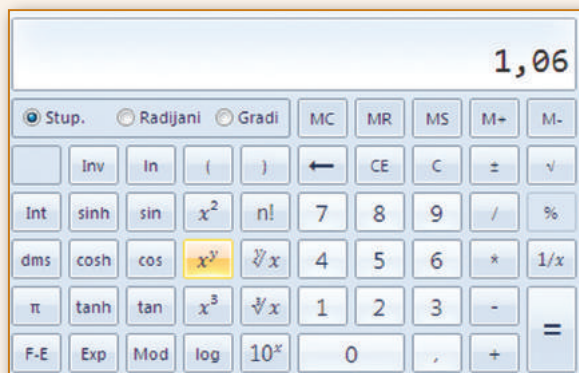 1,06
Stup. Radijani Gradi MC MR MS M+ M-
Inv ln ( ) ← CE C ± √
Int sinh sin x² n! 7 8 9 / %
dms cosh cos xʸ ʸ√x 4 5 6 * 1/x
π tanh tan x³ ³√x 1 2 3 - =
F-E Exp Mod log 10ˣ 0 , +